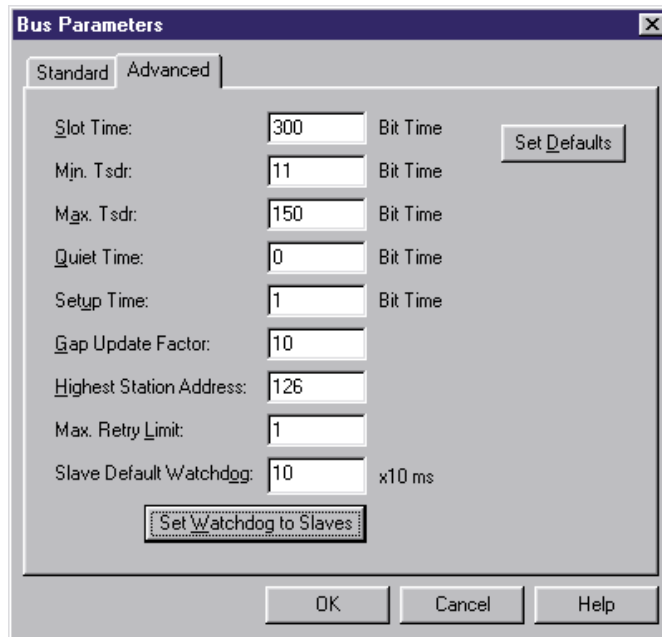 Bus Parameters
Standard Advanced
Slot Time: 300 Bit Time Set Defaults
Min. Tsdr: 11 Bit Time
Max. Tsdr: 150 Bit Time
Quiet Time: 0 Bit Time
Setup Time: 1 Bit Time
Gap Update Factor: 10
Highest Station Address: 126
Max. Retry Limit: 1
Slave Default Watchdog: 10 x10 ms
Set Watchdog to Slaves
OK Cancel Help